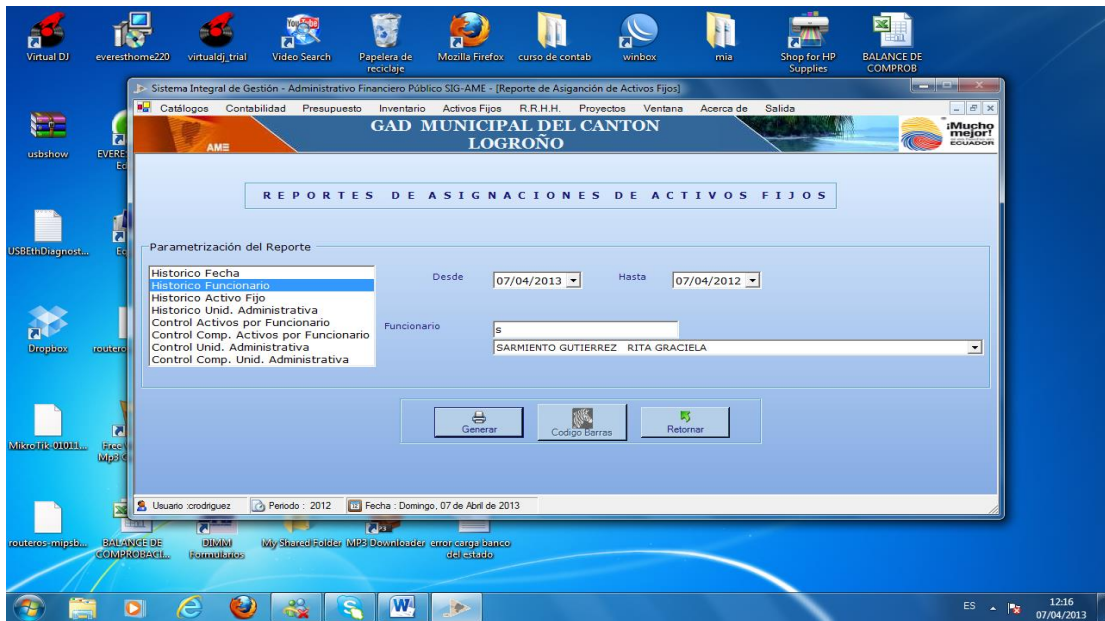 Virtual DJ
everesthome220
virtualdj_trial
Video Search
Papelera de
reciclaje
Mozilla Firefox
curso de contab
winbox
mia
Shop for HP
Supplies
BALANCE DE
COMPROB
Sistema Integral de Gestión - Administrativo Financiero Público SIG-AME - [Reporte de Asiganción de Activos Fijos]
Catálogos Contabilidad Presupuesto Inventario Activos Fijos R.R.H.H. Proyectos Ventana Acerca de Salida
AME
GAD MUNICIPAL DEL CANTON
LOGROÑO
¡Mucho
mejor!
ECUADOR
usbshow
EVERE
REPORTES DE ASIGNACIONES DE ACTIVOS FIJOS
USBEthDiagnost...
Parametrización del Reporte
Historico Fecha
Historico Funcionario
Historico Activo Fijo
Historico Unid. Administrativa
Control Activos por Funcionario
Control Comp. Activos por Funcionario
Control Unid. Administrativa
Control Comp. Unid. Administrativa
Desde 07/04/2013 Hasta 07/04/2012
Funcionario s
SARMIENTO GUTIERREZ RITA GRACIELA
Dropbox
routero
Generar
Codigo Barras
Retornar
MikroTik-01011...
Free
Mp3
Usuario :crodriguez Periodo : 2012 Fecha : Domingo, 07 de Abril de 2013
routeros-mipsb...
BALANCE DE
COMPROBACI...
DIMM
Formularios
My Shared Folder
MP3 Downloader
error carga banco
del estado
ES
12:16
07/04/2013